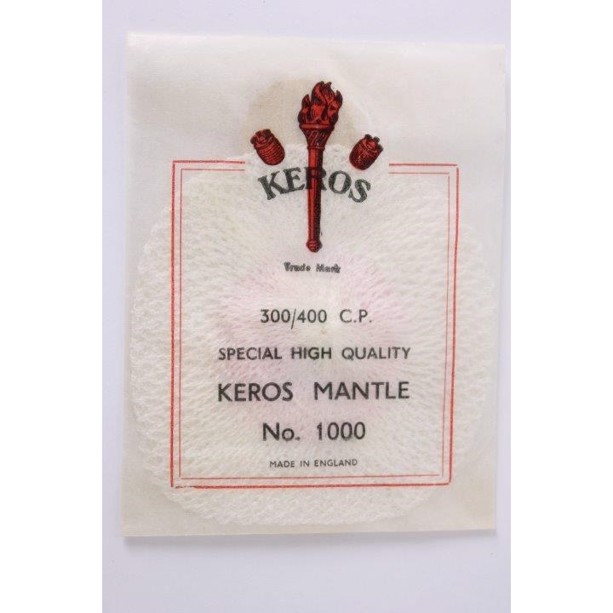 KEROS
Trade Mark
300/400 C.P.
SPECIAL HIGH QUALITY
KEROS MANTLE
No. 1000
MADE IN ENGLAND